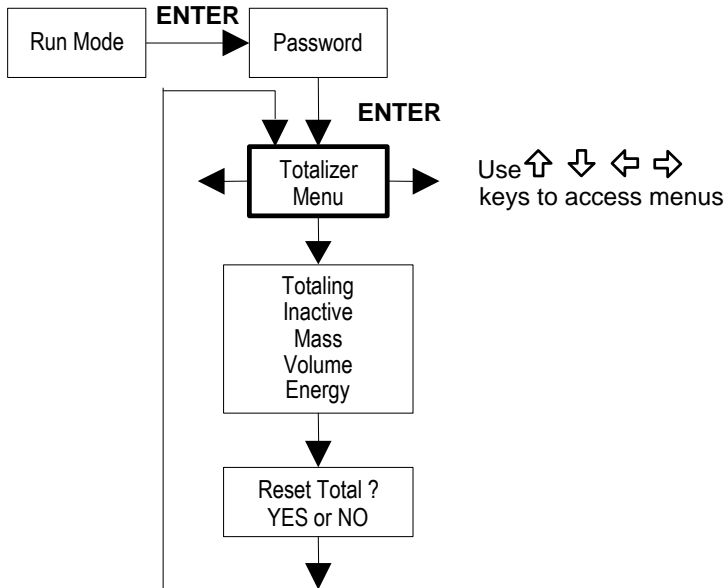 ENTER
Run Mode
Password
ENTER
Totalizer
Menu
Use ⇧ ⇩ ⇦ ⇨
keys to access menus
Totaling
Inactive
Mass
Volume
Energy
Reset Total ?
YES or NO